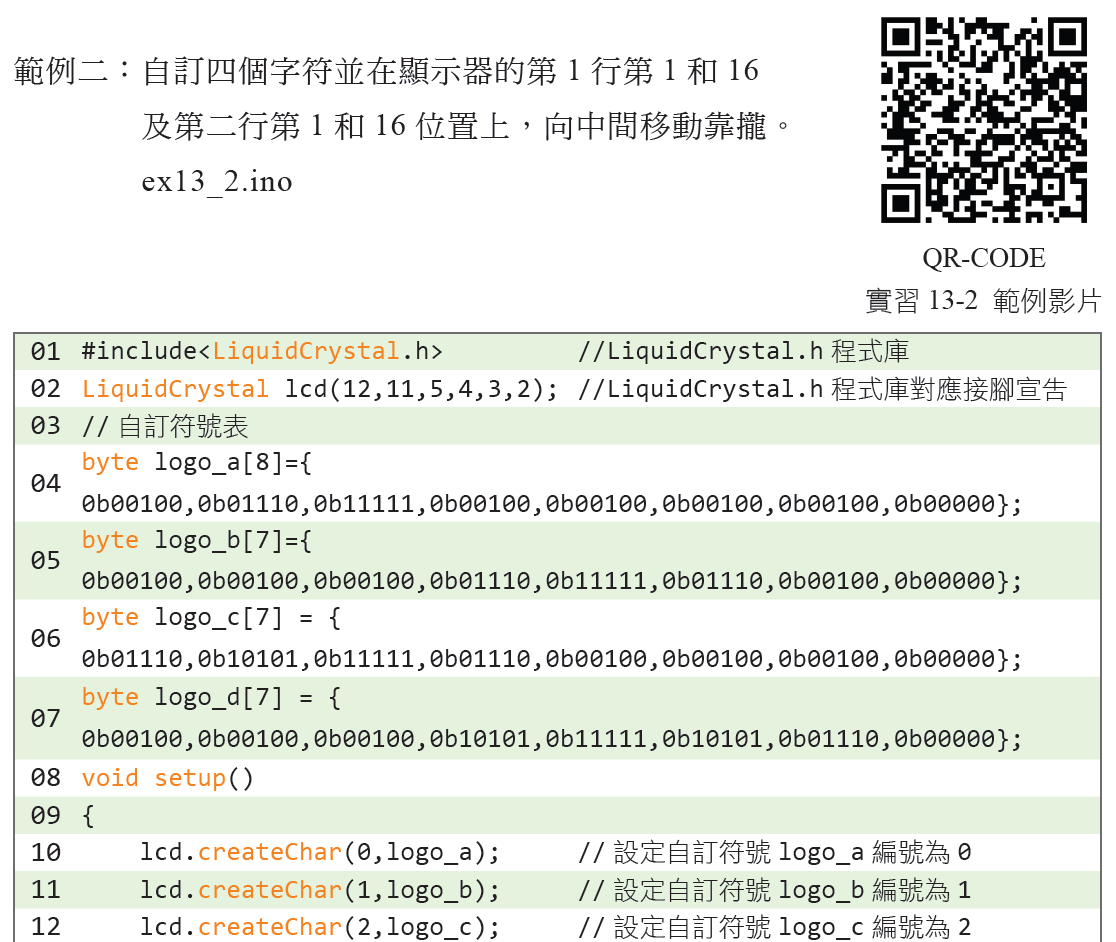 範例二：自訂四個字符並在顯示器的第 1 行第 1 和 16
及第二行第 1 和 16 位置上，向中間移動靠攏。
ex13_2.ino
QR-CODE
實習 13-2 範例影片
01 #include<LiquidCrystal.h> //LiquidCrystal.h 程式庫
02 LiquidCrystal lcd(12,11,5,4,3,2); //LiquidCrystal.h 程式庫對應接腳宣告
03 // 自訂符號表
04 byte logo_a[8]={
0b00100,0b01110,0b11111,0b00100,0b00100,0b00100,0b00100,0b00000};
05 byte logo_b[7]={
0b00100,0b00100,0b00100,0b01110,0b11111,0b01110,0b00100,0b00000};
06 byte logo_c[7] = {
0b01110,0b10101,0b11111,0b01110,0b00100,0b00100,0b00100,0b00000};
07 byte logo_d[7] = {
0b00100,0b00100,0b00100,0b10101,0b11111,0b10101,0b01110,0b00000};
08 void setup()
09 {
10 lcd.createChar(0,logo_a); // 設定自訂符號 logo_a 編號為 0
11 lcd.createChar(1,logo_b); // 設定自訂符號 logo_b 編號為 1
12 lcd.createChar(2,logo_c); // 設定自訂符號 logo_c 編號為 2